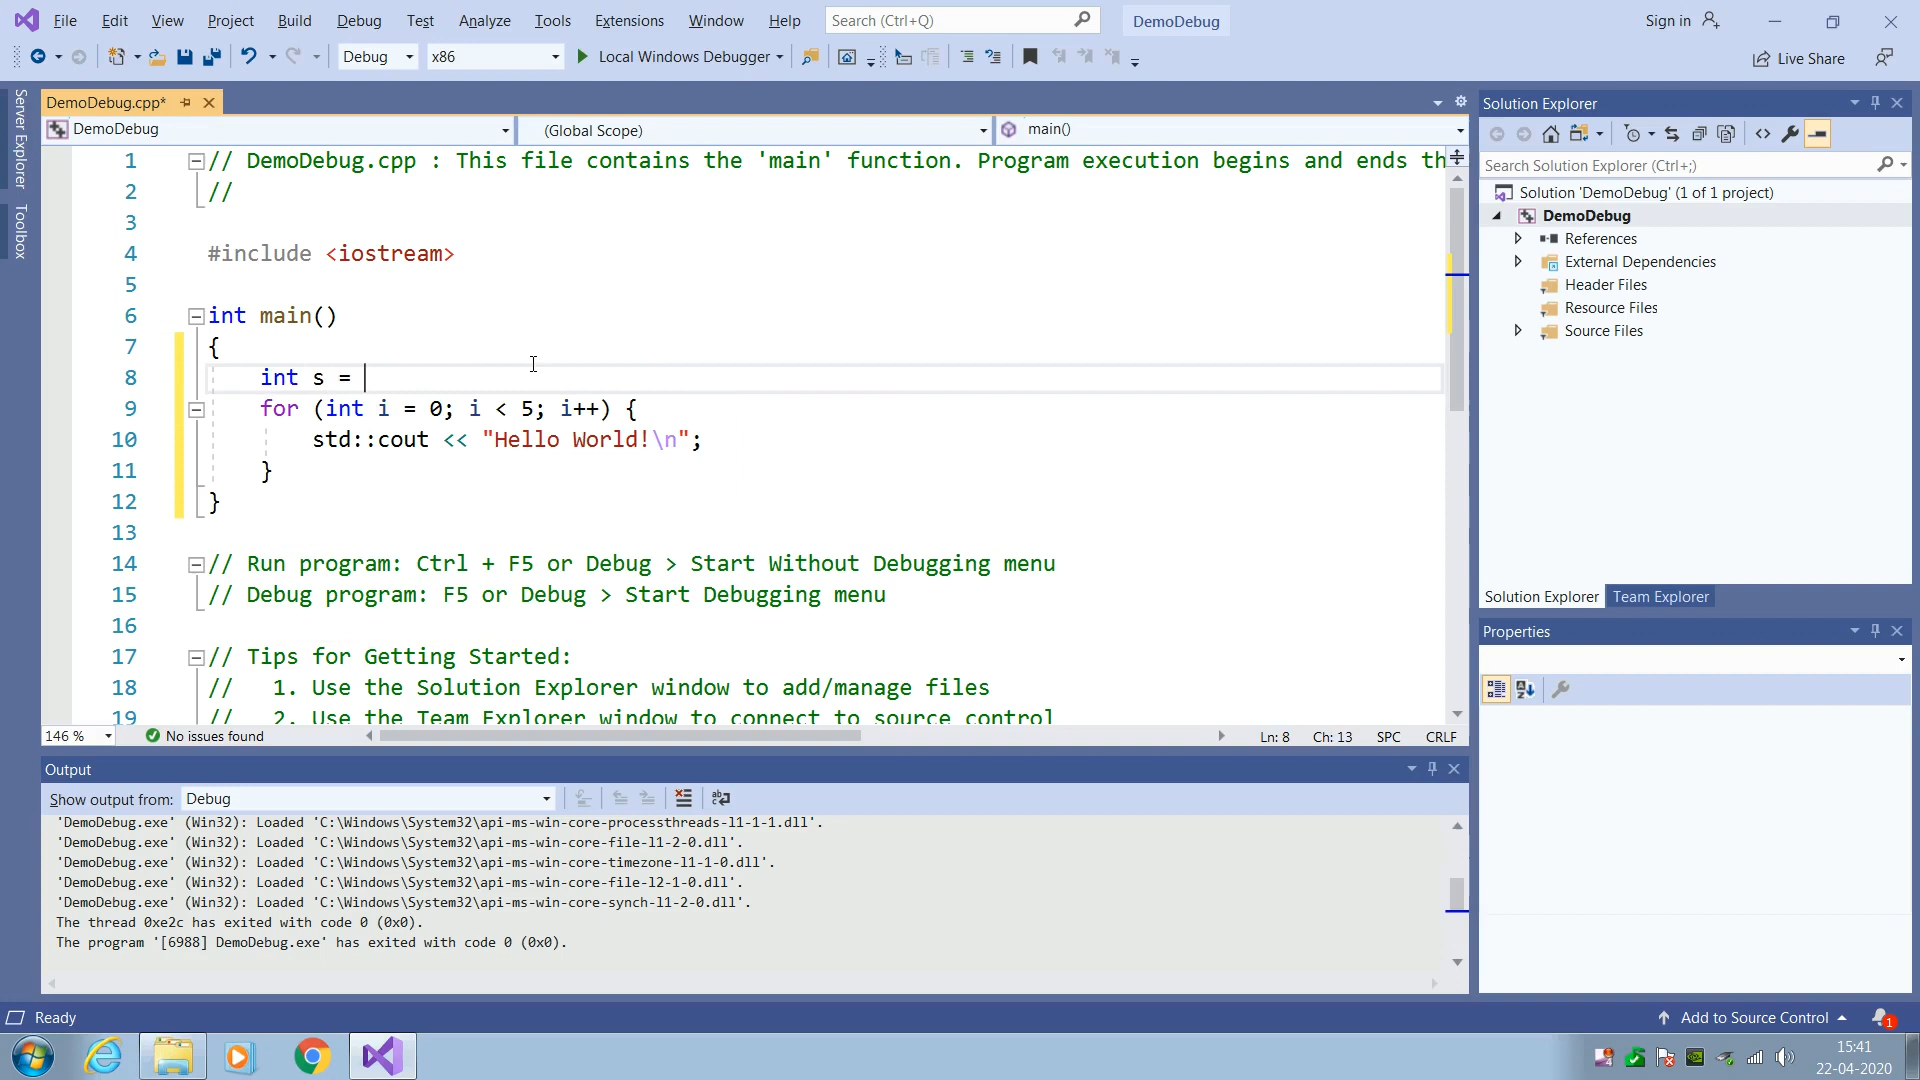 File Edit View Project Build Debug Test Analyze Tools Extensions Window Help Search (Ctrl+Q) DemoDebug Sign in
Debug x86 Local Windows Debugger Live Share
Server Explorer
Toolbox
DemoDebug.cpp*
DemoDebug (Global Scope) main()
1 // DemoDebug.cpp : This file contains the 'main' function. Program execution begins and ends th
2 //
3
4 #include <iostream>
5
6 int main()
7 {
8 int s =
9 for (int i = 0; i < 5; i++) {
10 std::cout << "Hello World!\n";
11 }
12 }
13
14 // Run program: Ctrl + F5 or Debug > Start Without Debugging menu
15 // Debug program: F5 or Debug > Start Debugging menu
16
17 // Tips for Getting Started:
18 // 1. Use the Solution Explorer window to add/manage files
19 // 2. Use the Team Explorer window to connect to source control
146 % No issues found Ln: 8 Ch: 13 SPC CRLF
Output
Show output from: Debug
'DemoDebug.exe' (Win32): Loaded 'C:\Windows\System32\api-ms-win-core-processthreads-l1-1-1.dll'.
'DemoDebug.exe' (Win32): Loaded 'C:\Windows\System32\api-ms-win-core-file-l1-2-0.dll'.
'DemoDebug.exe' (Win32): Loaded 'C:\Windows\System32\api-ms-win-core-timezone-l1-1-0.dll'.
'DemoDebug.exe' (Win32): Loaded 'C:\Windows\System32\api-ms-win-core-file-l2-1-0.dll'.
'DemoDebug.exe' (Win32): Loaded 'C:\Windows\System32\api-ms-win-core-synch-l1-2-0.dll'.
The thread 0xe2c has exited with code 0 (0x0).
The program '[6988] DemoDebug.exe' has exited with code 0 (0x0).
Solution Explorer
Search Solution Explorer (Ctrl+;)
Solution 'DemoDebug' (1 of 1 project)
DemoDebug
References
External Dependencies
Header Files
Resource Files
Source Files
Solution Explorer Team Explorer
Properties
Ready Add to Source Control 1
15:41
22-04-2020